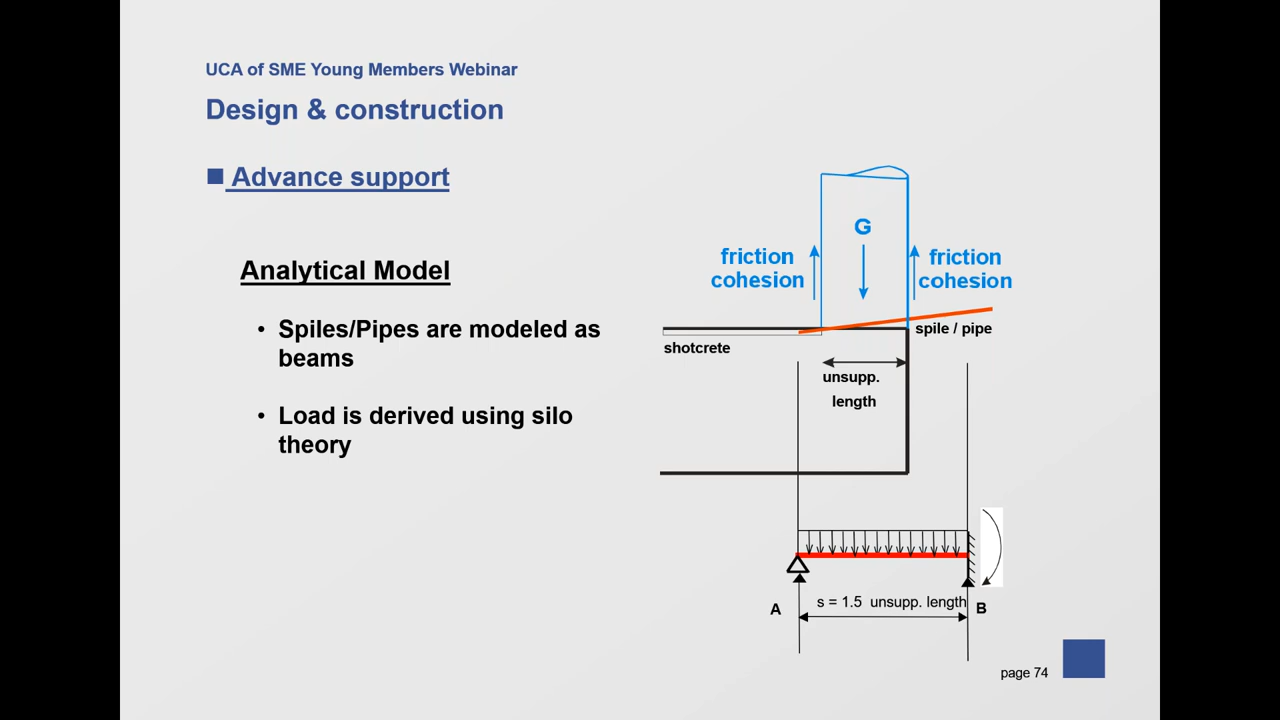 UCA of SME Young Members Webinar
Design & construction
Advance support
Analytical Model
• Spiles/Pipes are modeled as
beams
• Load is derived using silo
theory
G
friction
cohesion
friction
cohesion
spile / pipe
shotcrete
unsupp.
length
A
s = 1.5 unsupp. length
B
page 74